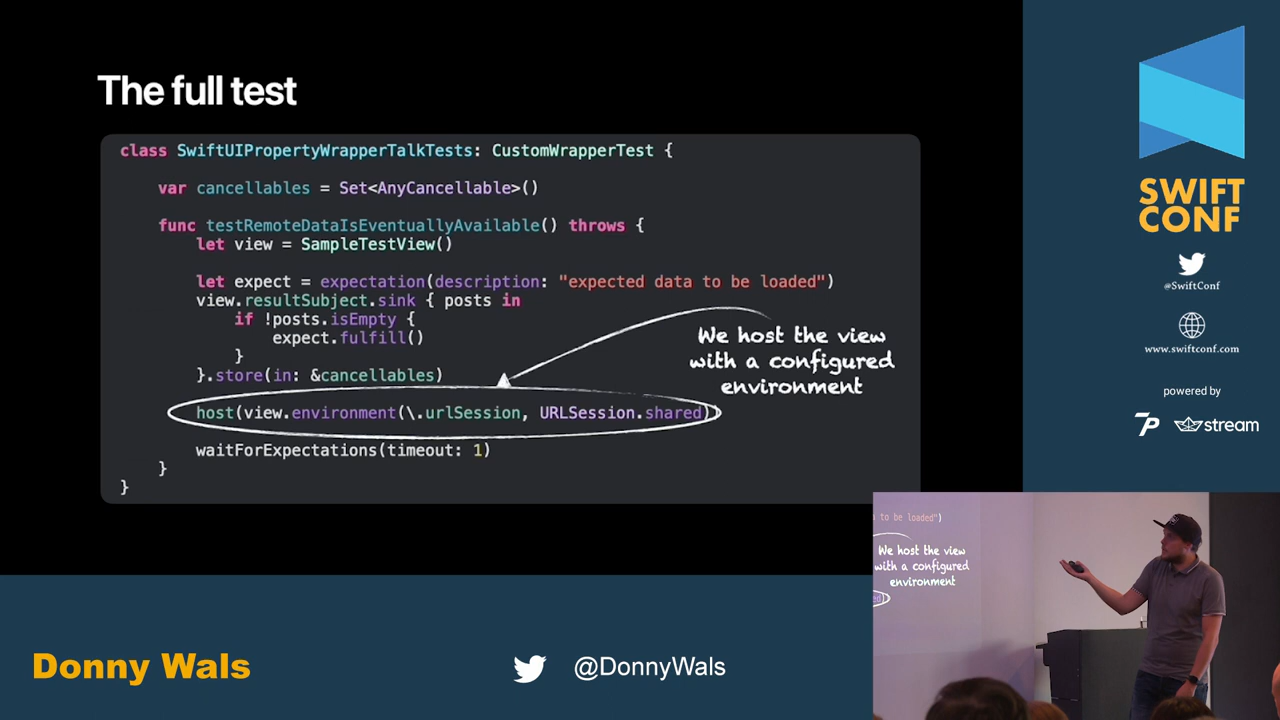 The full test
class SwiftUIPropertyWrapperTalkTests: CustomWrapperTest {
var cancellables = Set<AnyCancellable>()
func testRemoteDataIsEventuallyAvailable() throws {
let view = SampleTestView()
let expect = expectation(description: "expected data to be loaded")
view.resultSubject.sink { posts in
if !posts.isEmpty {
expect.fulfill()
}
}.store(in: &cancellables)
host(view.environment(\.urlSession, URLSession.shared))
waitForExpectations(timeout: 1)
}
}
We host the view
with a configured
environment
SWIFT
CONF
@SwiftConf
www.swiftconf.com
powered by
stream
to be loaded")
We host the view
with a configured
environment
Donny Wals
@DonnyWals